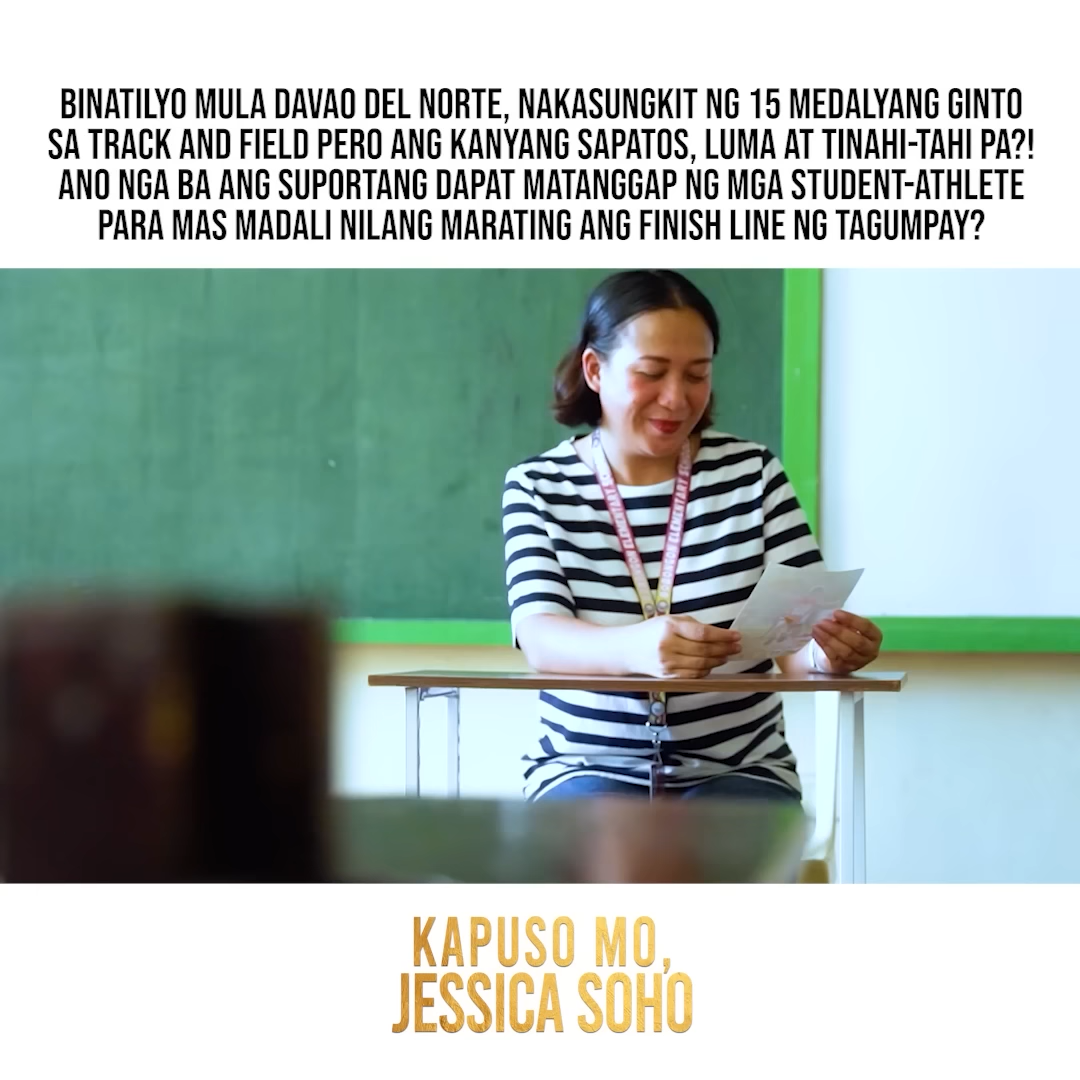 BINATILYO MULA DAVAO DEL NORTE, NAKASUNGKIT NG 15 MEDALYANG GINTO
SA TRACK AND FIELD PERO ANG KANYANG SAPATOS, LUMA AT TINAHI-TAHI PA?!
ANO NGA BA ANG SUPORTANG DAPAT MATANGGAP NG MGA STUDENT-ATHLETE
PARA MAS MADALI NILANG MARATING ANG FINISH LINE NG TAGUMPAY?
ELEMENTARY
ELEMENTARY
KAPUSO MO,
JESSICA SOHO